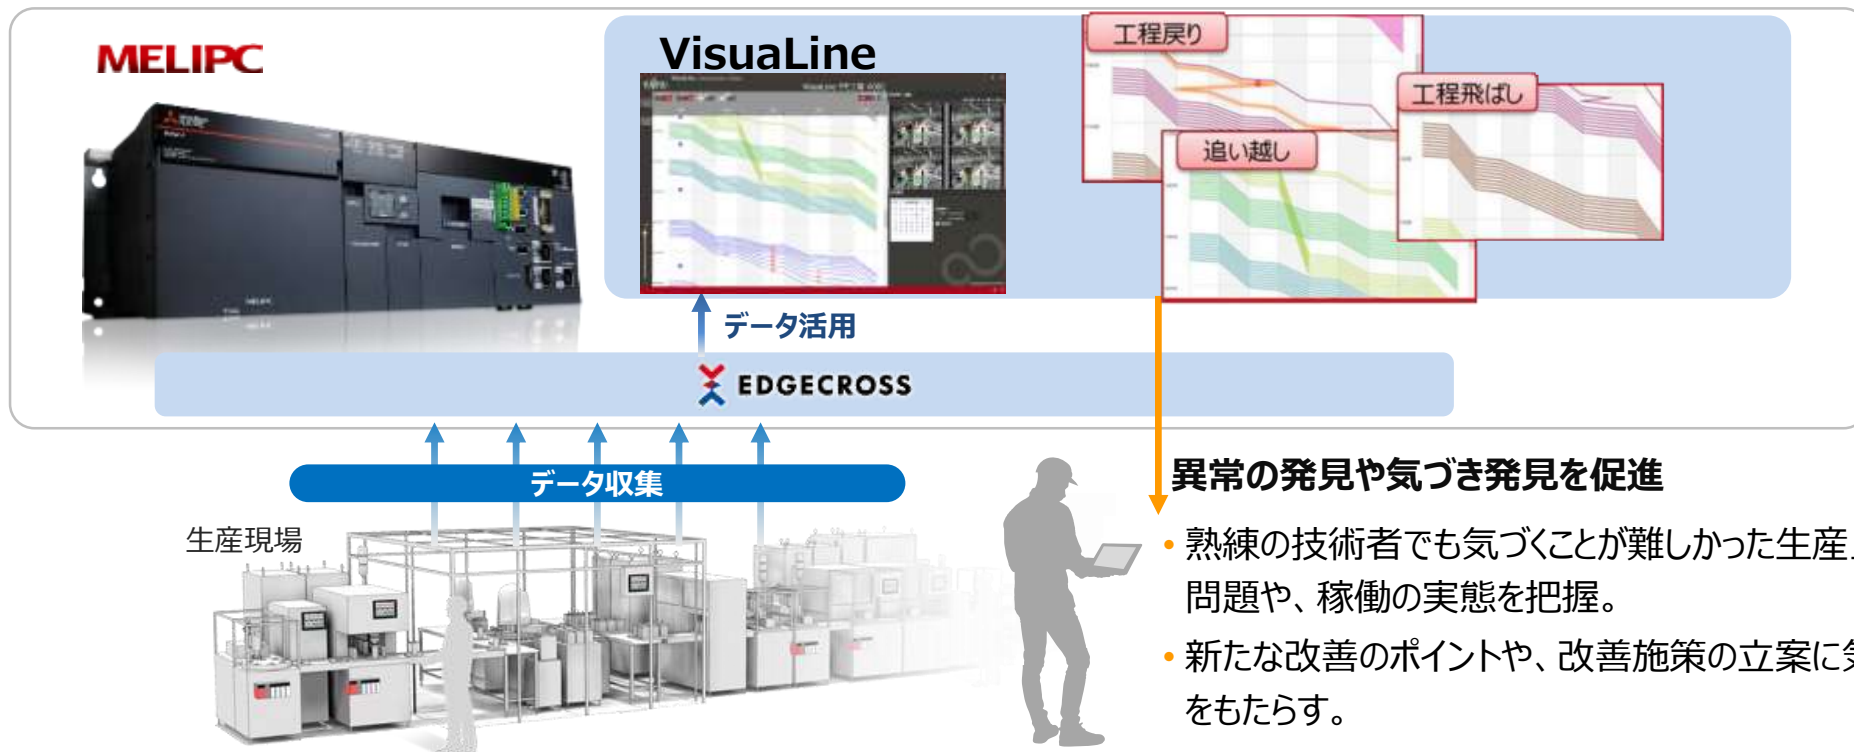 MELIPC
VisuaLine
工程戻り
工程飛ばし
追い越し
データ活用
EDGECROSS
データ収集
生産現場
異常の発見や気づき発見を促進
• 熟練の技術者でも気づくことが難しかった生産
問題や、稼働の実態を把握。
• 新たな改善のポイントや、改善施策の立案に
をもたらす。